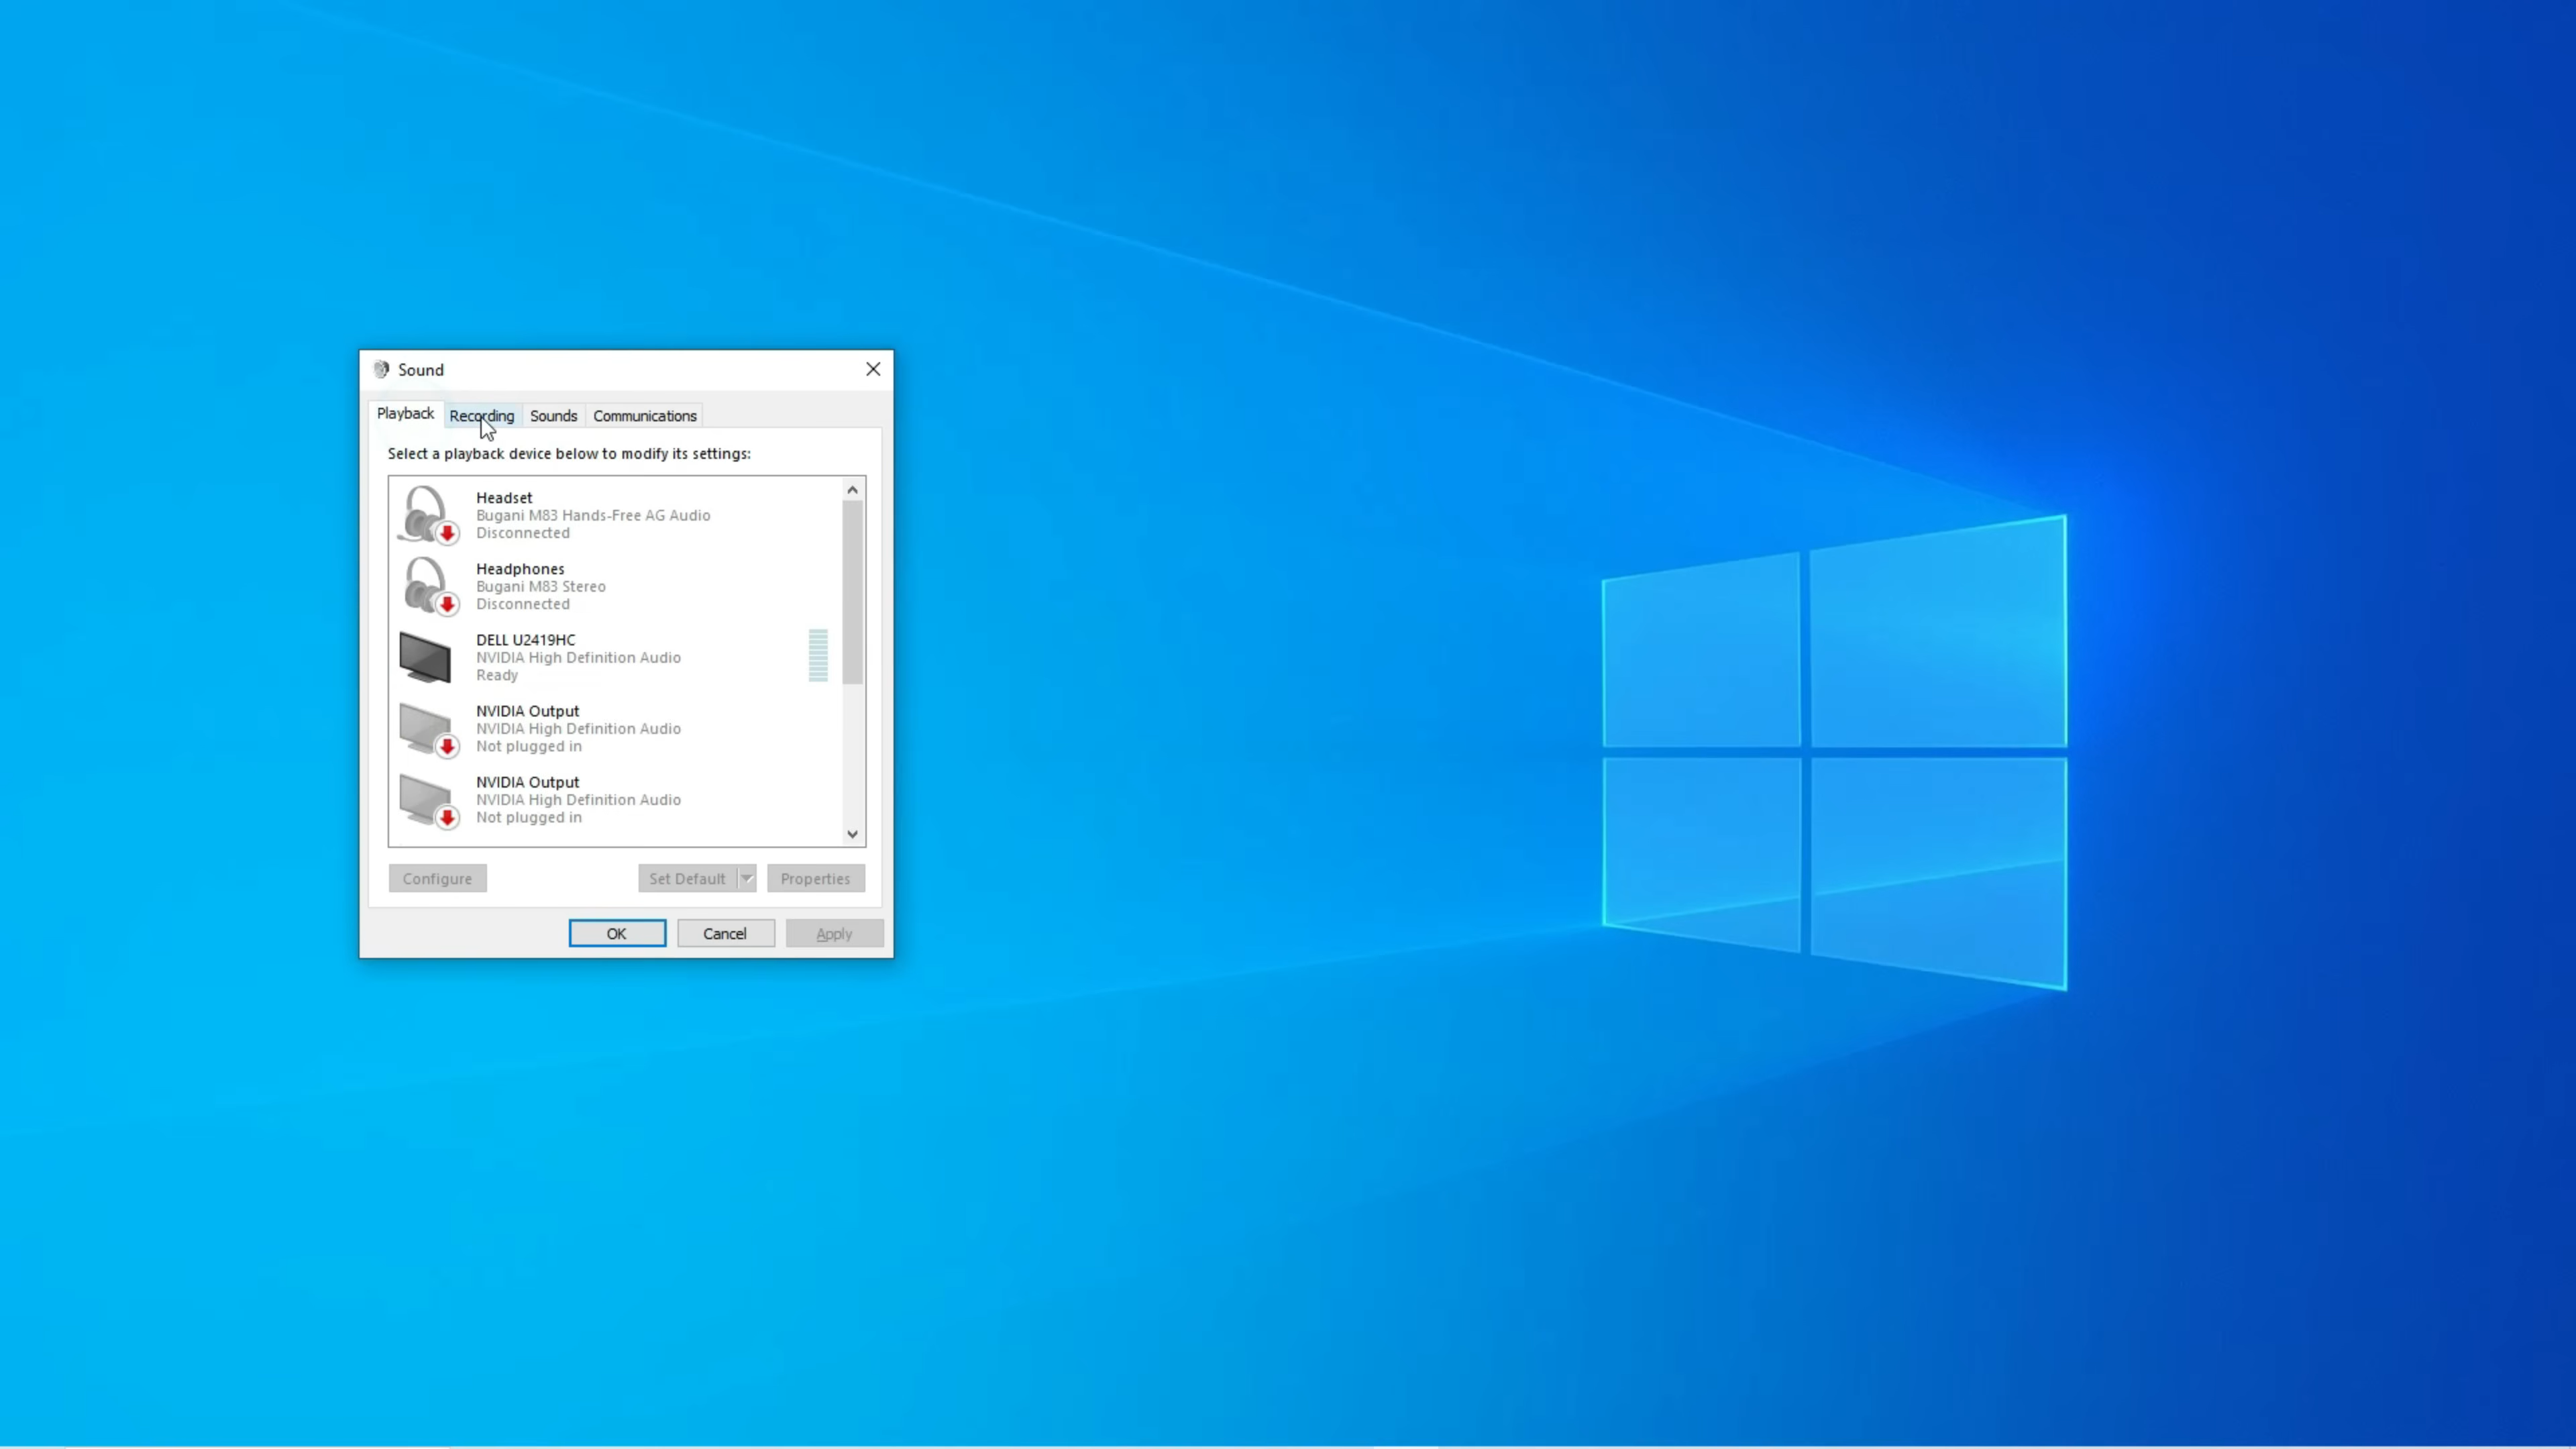 Sound
Playback
Recording
Sounds
Communications
Select a playback device below to modify its settings:
Headset
Bugani M83 Hands-Free AG Audio
Disconnected
Headphones
Bugani M83 Stereo
Disconnected
DELL U2419HC
NVIDIA High Definition Audio
Ready
NVIDIA Output
NVIDIA High Definition Audio
Not plugged in
NVIDIA Output
NVIDIA High Definition Audio
Not plugged in
Configure
Set Default
Properties
OK
Cancel
Apply